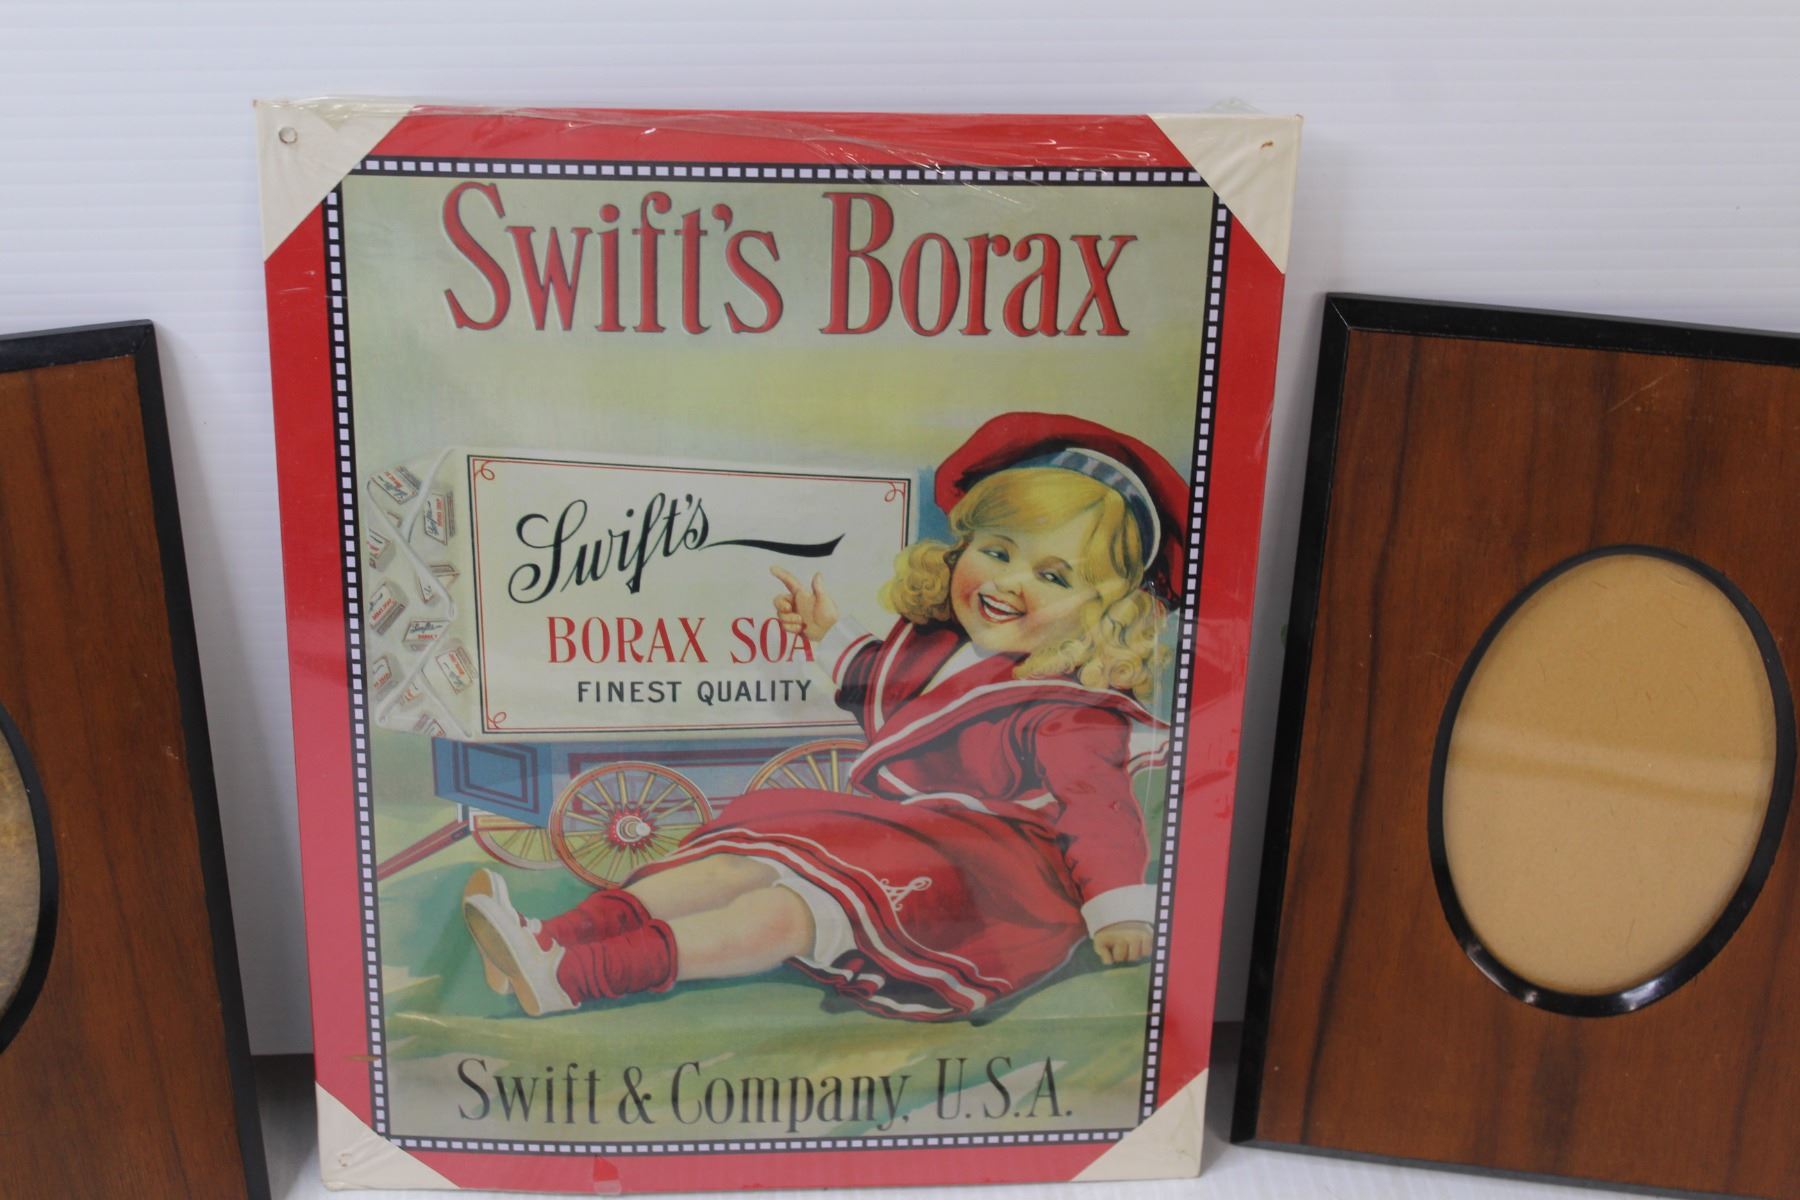 Swift's Borax
Swift's
BORAX SOA
FINEST QUALITY
Swift & Company, U.S.A.